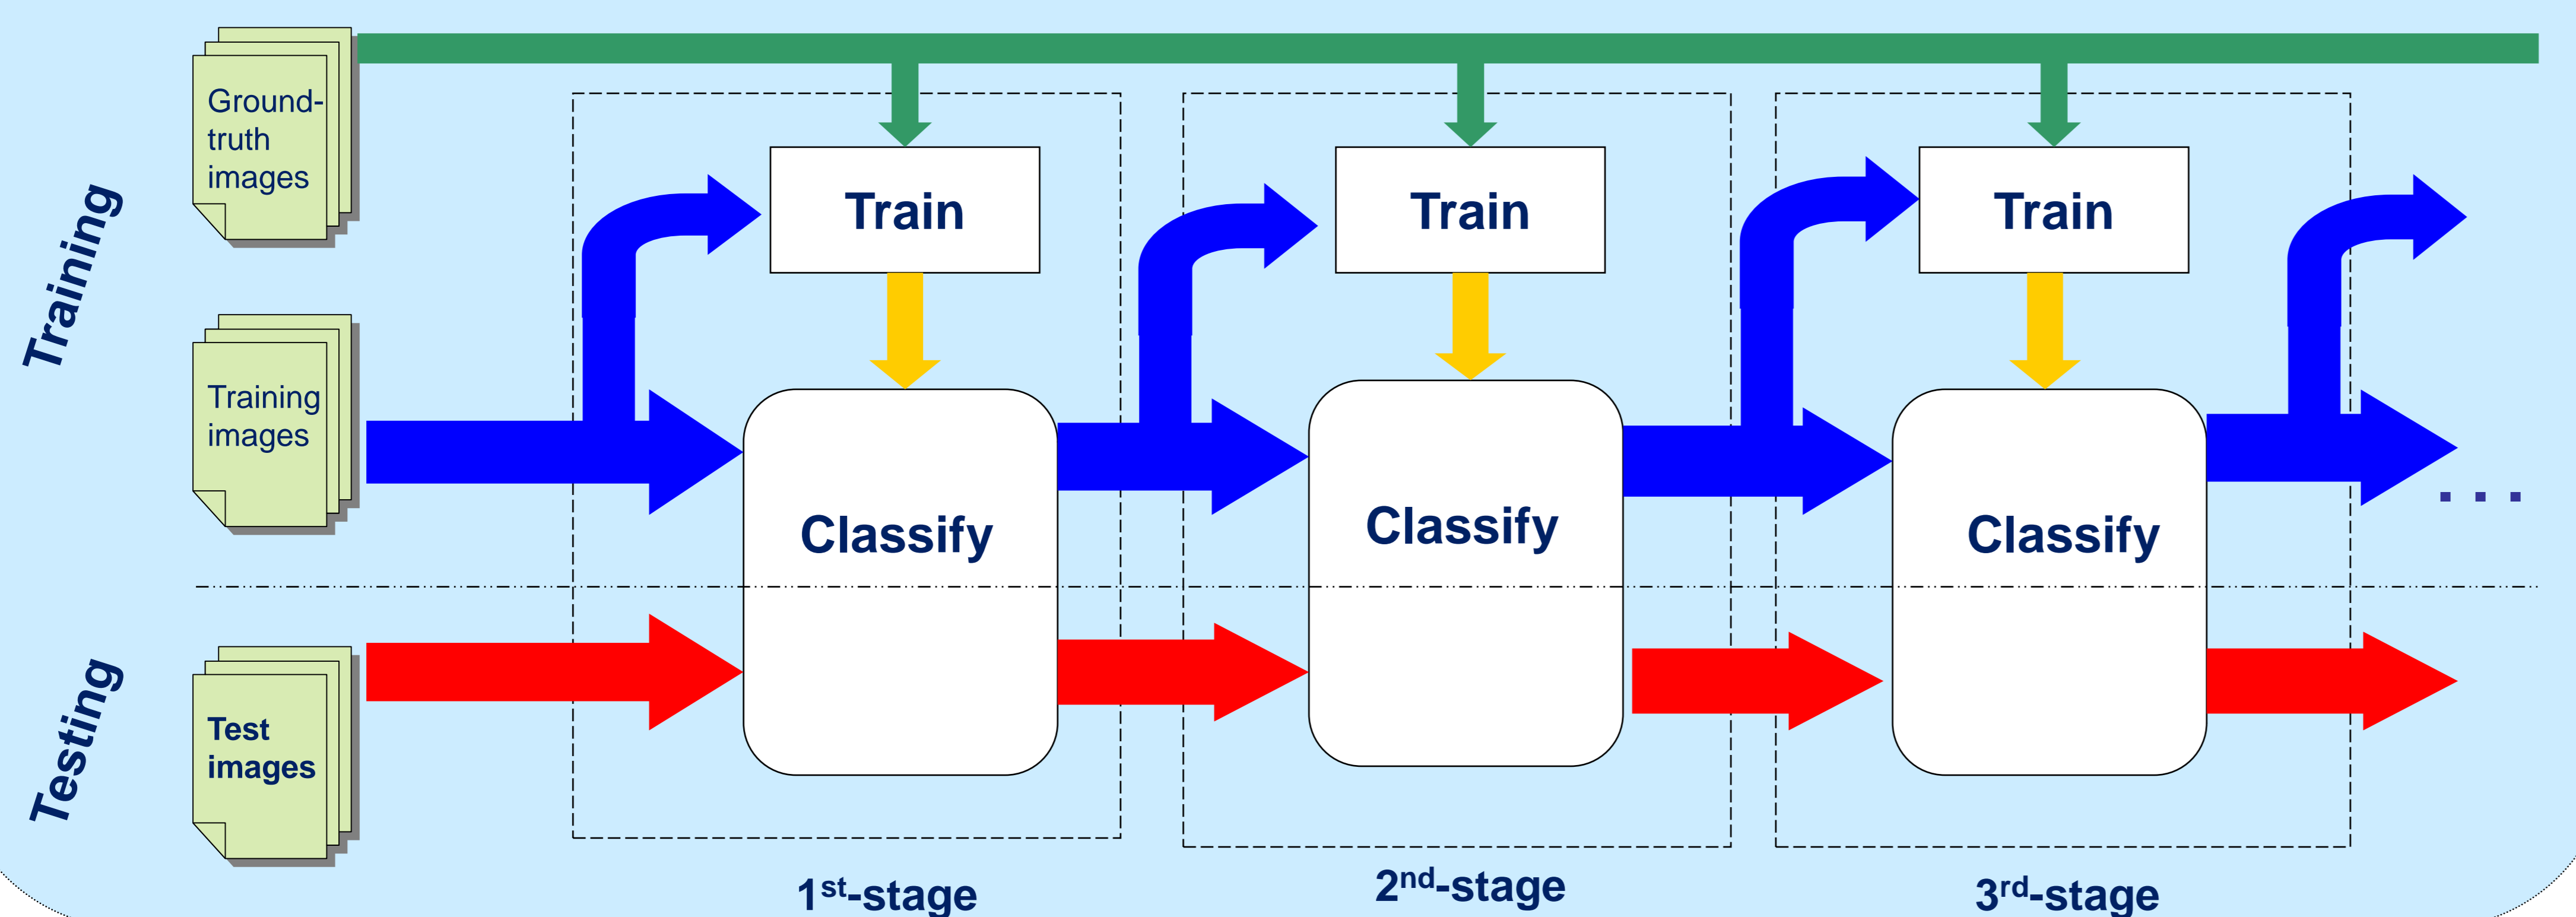 Training
Ground-
truth
images
Training
images
Train
Train
Train
Classify
Classify
Classify
. . .
Testing
Test
images
1st-stage
2nd-stage
3rd-stage